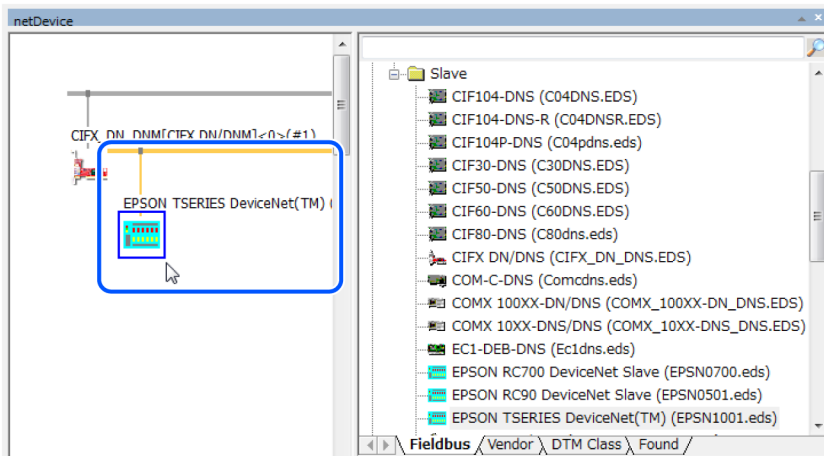 netDevice
CIFX_DN_DNM[CIFX DN/DNM]<0>(#1)
EPSON TSERIES DeviceNet(TM) (
Slave
CIF104-DNS (C04DNS.EDS)
CIF104-DNS-R (C04DNSR.EDS)
CIF104P-DNS (C04pdns.eds)
CIF30-DNS (C30DNS.EDS)
CIF50-DNS (C50DNS.EDS)
CIF60-DNS (C60DNS.EDS)
CIF80-DNS (C80dns.eds)
CIFX DN/DNS (CIFX_DN_DNS.EDS)
COM-C-DNS (Comcdns.eds)
COMX 100XX-DN/DNS (COMX_100XX-DN_DNS.EDS)
COMX 10XX-DNS/DNS (COMX_10XX-DNS_DNS.EDS)
EC1-DEB-DNS (Ec1dns.eds)
EPSON RC700 DeviceNet Slave (EPSN0700.eds)
EPSON RC90 DeviceNet Slave (EPSN0501.eds)
EPSON TSERIES DeviceNet(TM) (EPSN1001.eds)
Fieldbus Vendor DTM Class Found